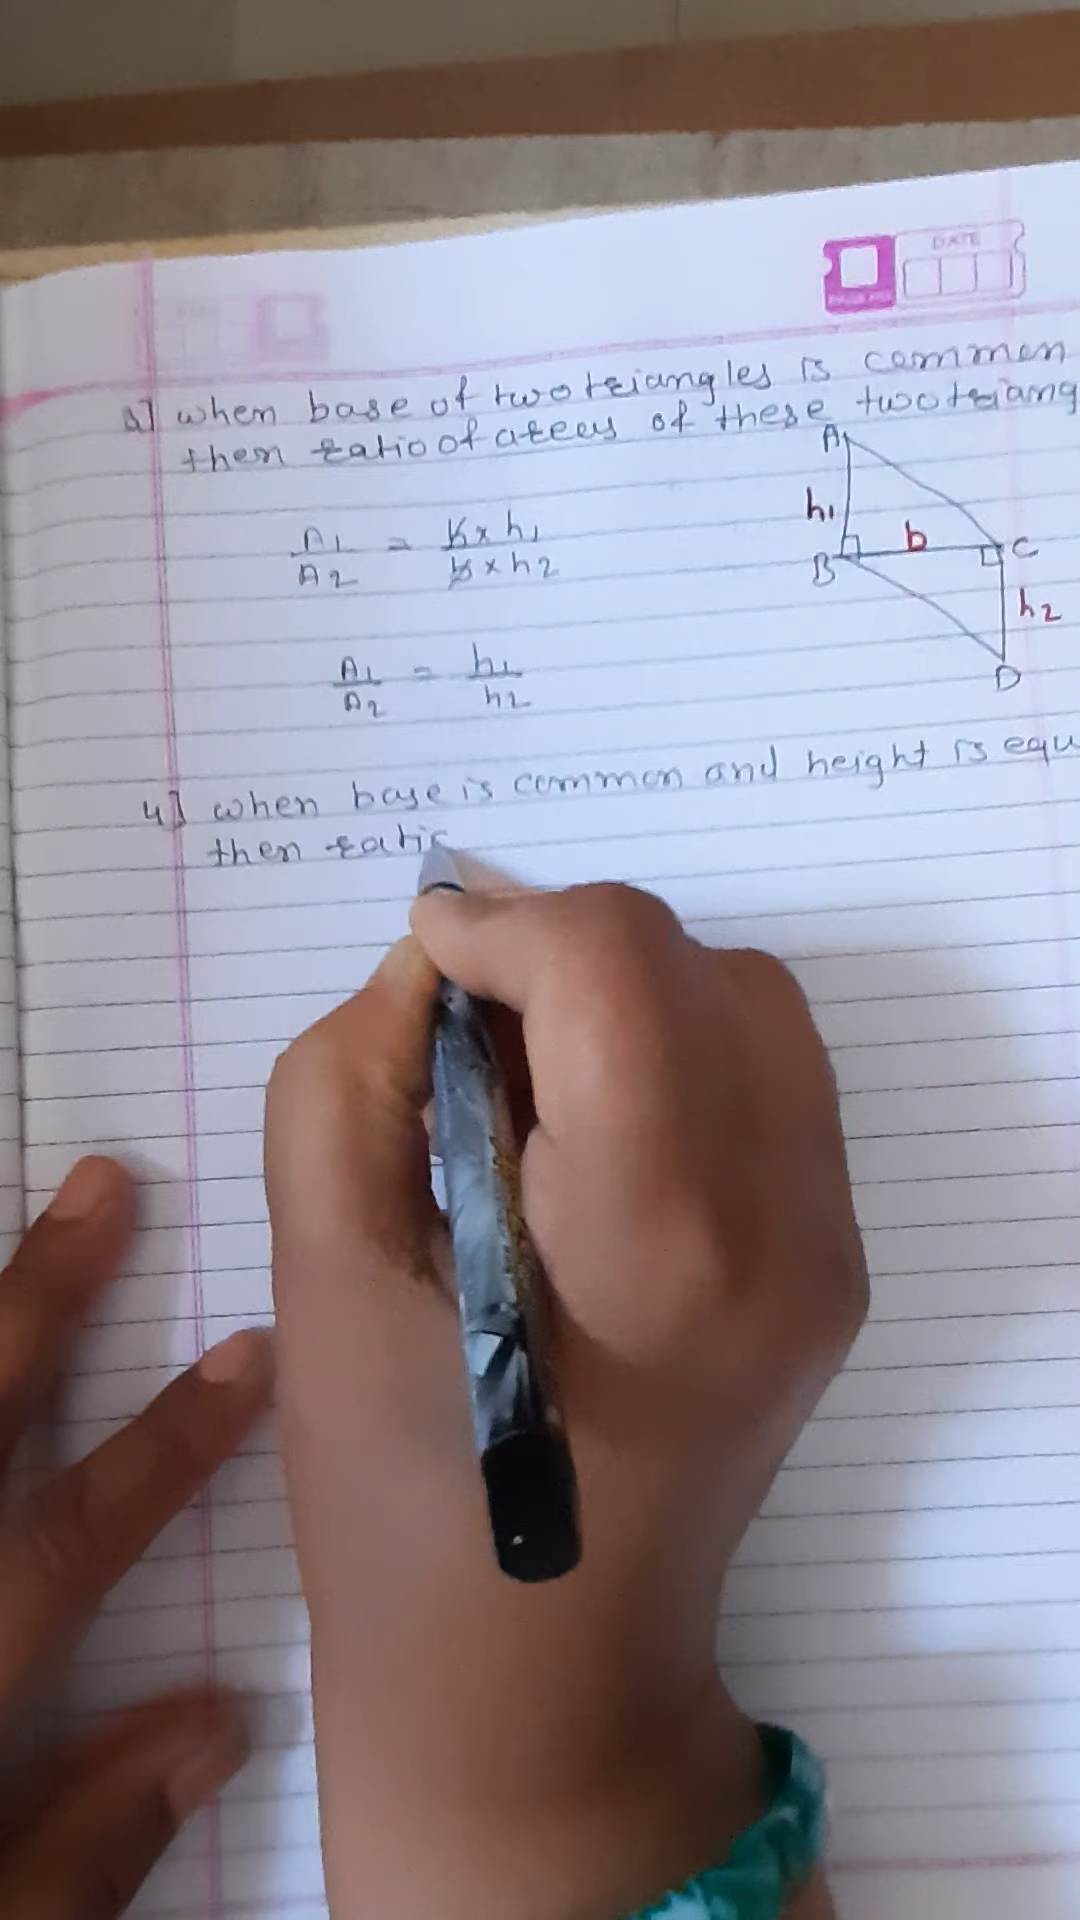 DATE
3] when base of two triangles is common
then ratio of areas of these two triang
A1/A2 = b x h1/b x h2
A
h1
b
B
C
h2
D
A1/A2 = h1/h2
4] when base is common and height is equ
then ratio